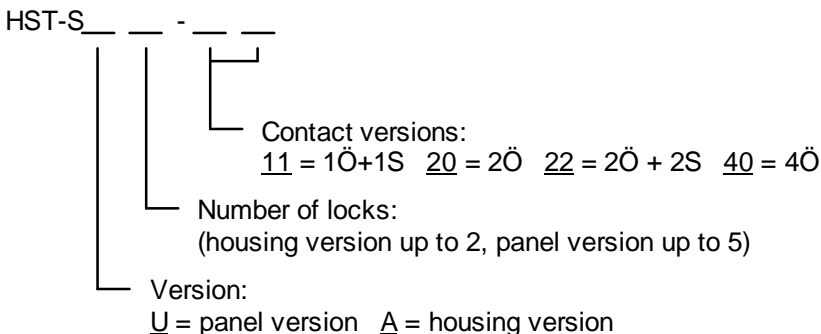 HST-S__ __ - __ __
Contact versions:
11 = 1Ö+1S 20 = 2Ö 22 = 2Ö + 2S 40 = 4Ö
Number of locks:
(housing version up to 2, panel version up to 5)
Version:
U = panel version A = housing version